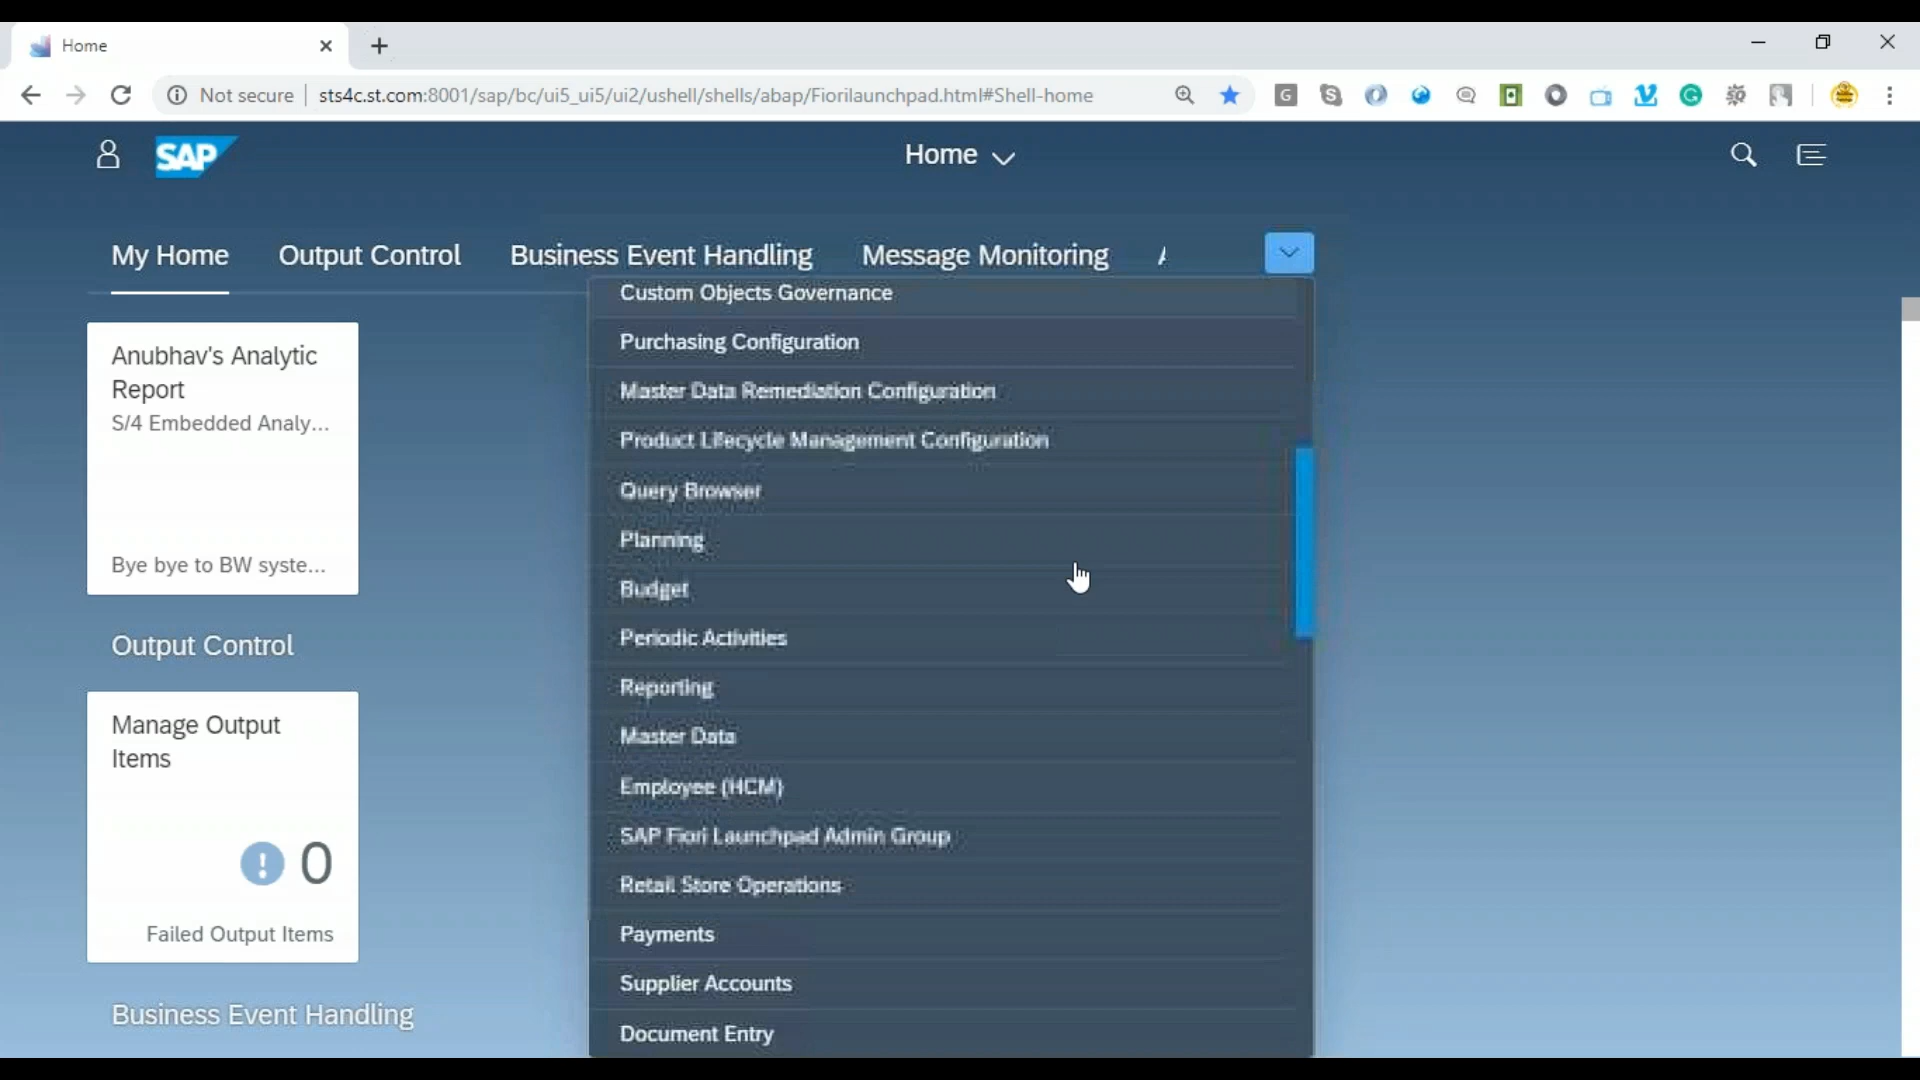 Home
Not secure
sts4c.st.com:8001/sap/bc/ui5_ui5/ui2/ushell/shells/abap/Fiorilaunchpad.html#Shell-home
SAP
Home
My Home
Output Control
Business Event Handling
Message Monitoring
Anubhav's Analytic
Report
S/4 Embedded Analy...
Bye bye to BW syste...
Output Control
Manage Output
Items
0
Failed Output Items
Business Event Handling
Custom Objects Governance
Purchasing Configuration
Master Data Remediation Configuration
Product Lifecycle Management Configuration
Query Browser
Planning
Budget
Periodic Activities
Reporting
Master Data
Employee (HCM)
SAP Fiori Launchpad Admin Group
Retail Store Operations
Payments
Supplier Accounts
Document Entry